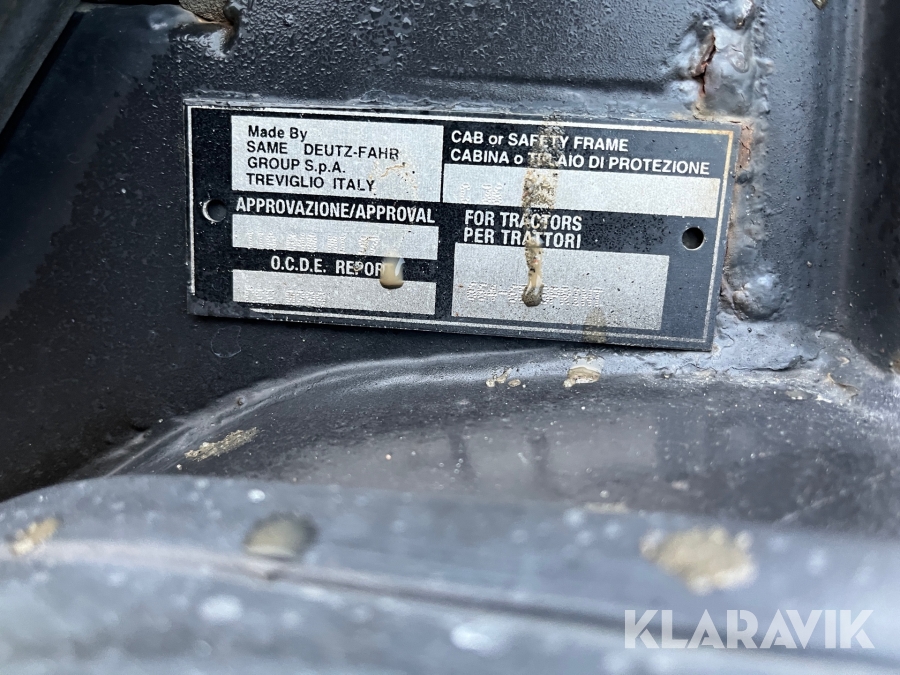 Made By
SAME DEUTZ-FAHR
GROUP S.p.A.
TREVIGLIO ITALY
CAB or SAFETY FRAME
CABINA o TELAIO DI PROTEZIONE
APPROVAZIONE/APPROVAL
FOR TRACTORS
PER TRATTORI
O.C.D.E. REPORT
KLARAVIK